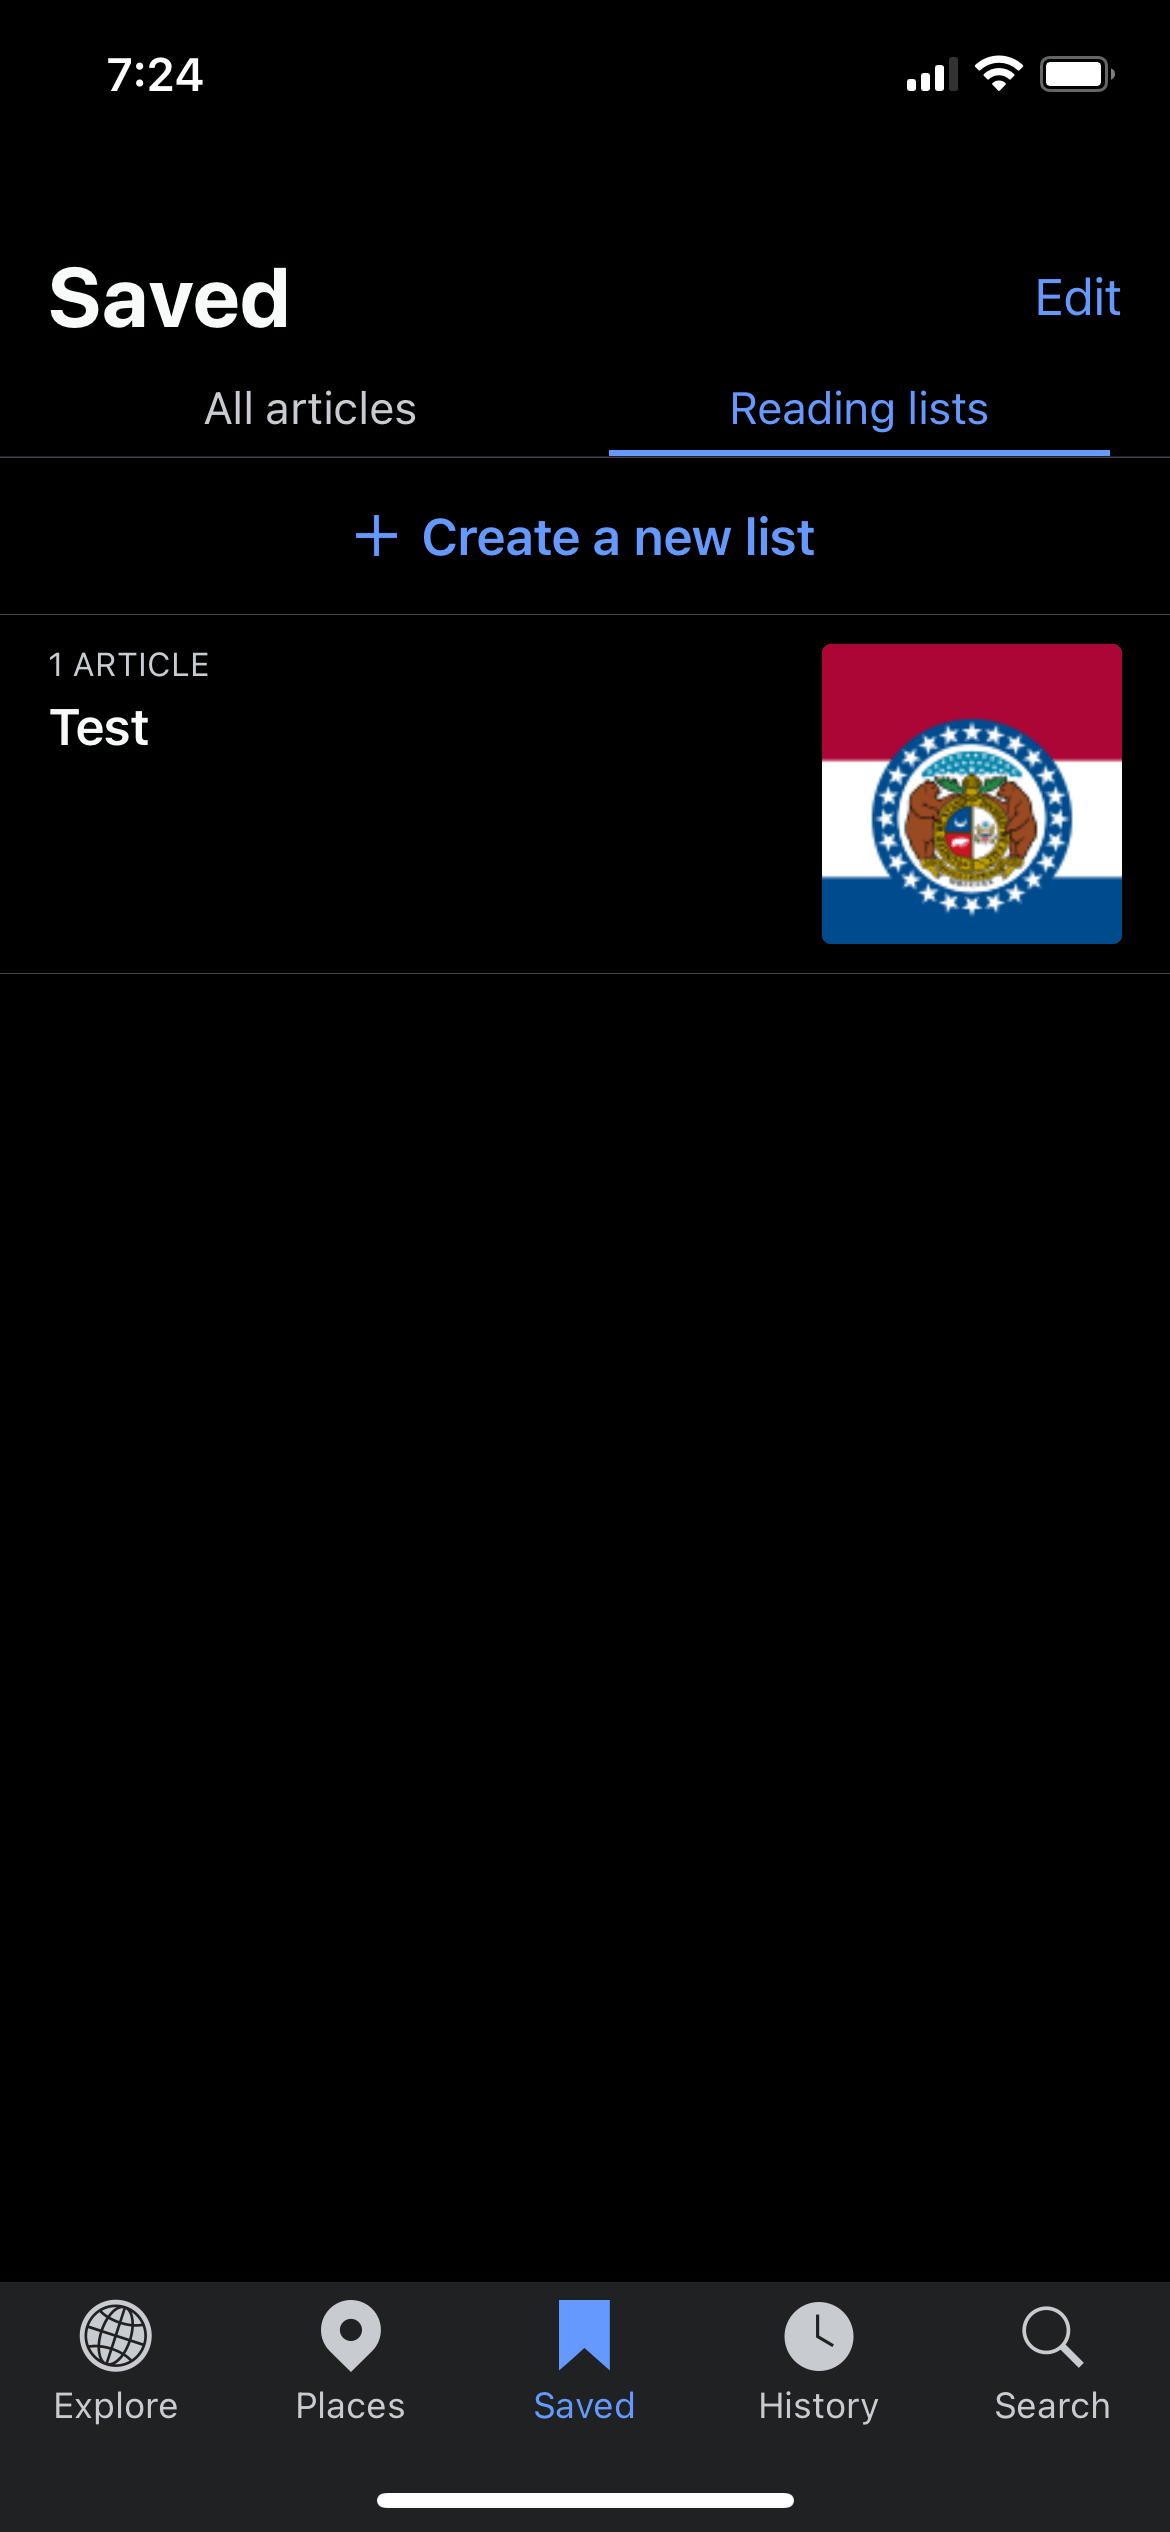 7:24
Saved
Edit
All articles
Reading lists
+ Create a new list
1 ARTICLE
Test
Explore
Places
Saved
History
Search